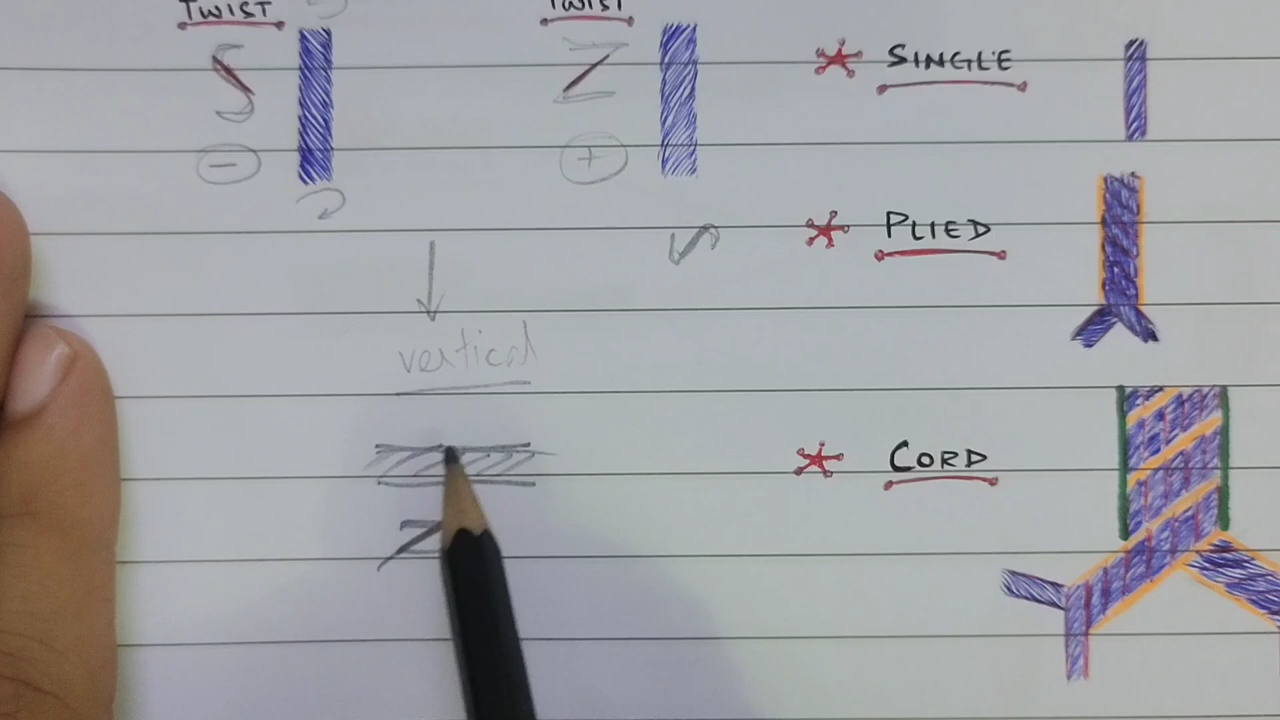 TWIST
TWIST
S
Z
−
+
* SINGLE
* PLIED
vertical
* CORD
Z